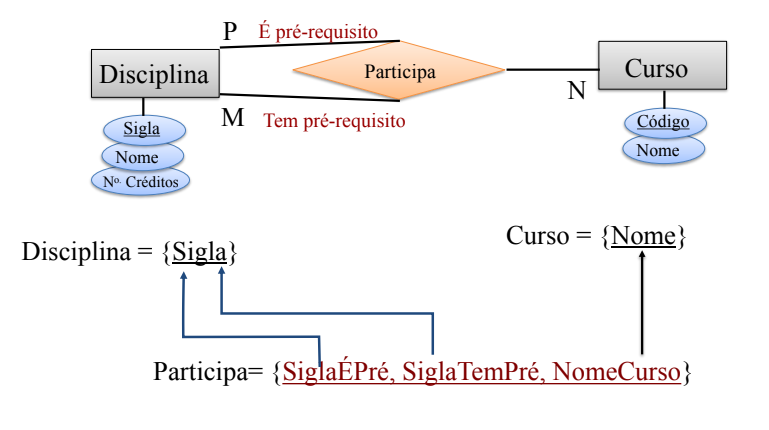 P
É pré-requisito
Disciplina
Participa
Curso
N
M
Tem pré-requisito
Sigla
Nome
Nº. Créditos
Código
Nome
Disciplina = {Sigla}
Curso = {Nome}
Participa= {SiglaÉPré, SiglaTemPré, NomeCurso}